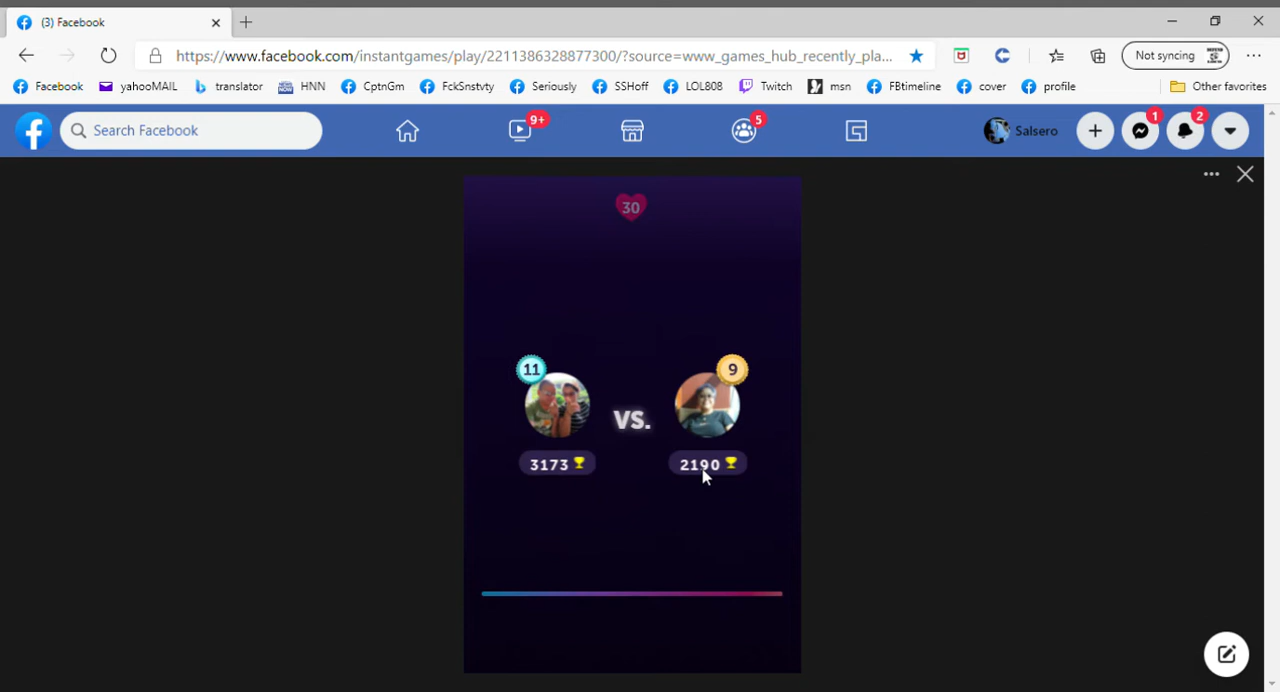 (3) Facebook
https://www.facebook.com/instantgames/play/2211386328877300/?source=www_games_hub_recently_pla...
Not syncing
Facebook yahooMAIL translator HNN CptnGm FckSnstvty Seriously SSHoff LOL808 Twitch msn FBtimeline cover profile Other favorites
Search Facebook 9+ 5 Salsero 1 2
30
11 9
VS.
3173 2190